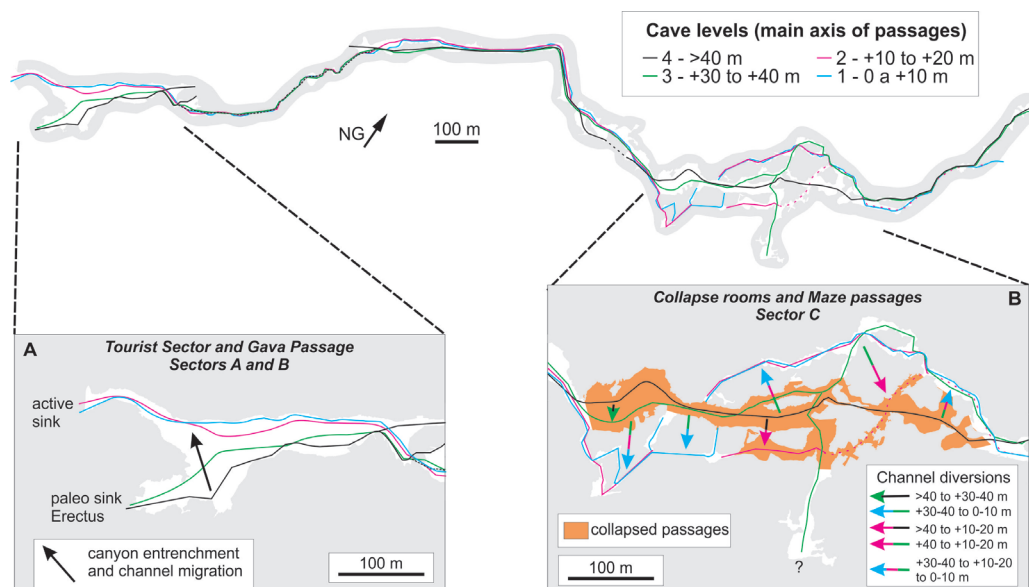 Cave levels (main axis of passages)
4 - >40 m
2 - +10 to +20 m
3 - +30 to +40 m
1 - 0 a +10 m
NG
100 m
A
Tourist Sector and Gava Passage
Sectors A and B
active
sink
paleo sink
Erectus
canyon entrenchment
and channel migration
100 m
B
Collapse rooms and Maze passages
Sector C
collapsed passages
100 m
?
Channel diversions
>40 to +30-40 m
+30-40 to 0-10 m
>40 to +10-20 m
+40 to +10-20 m
+30-40 to +10-20
to 0-10 m